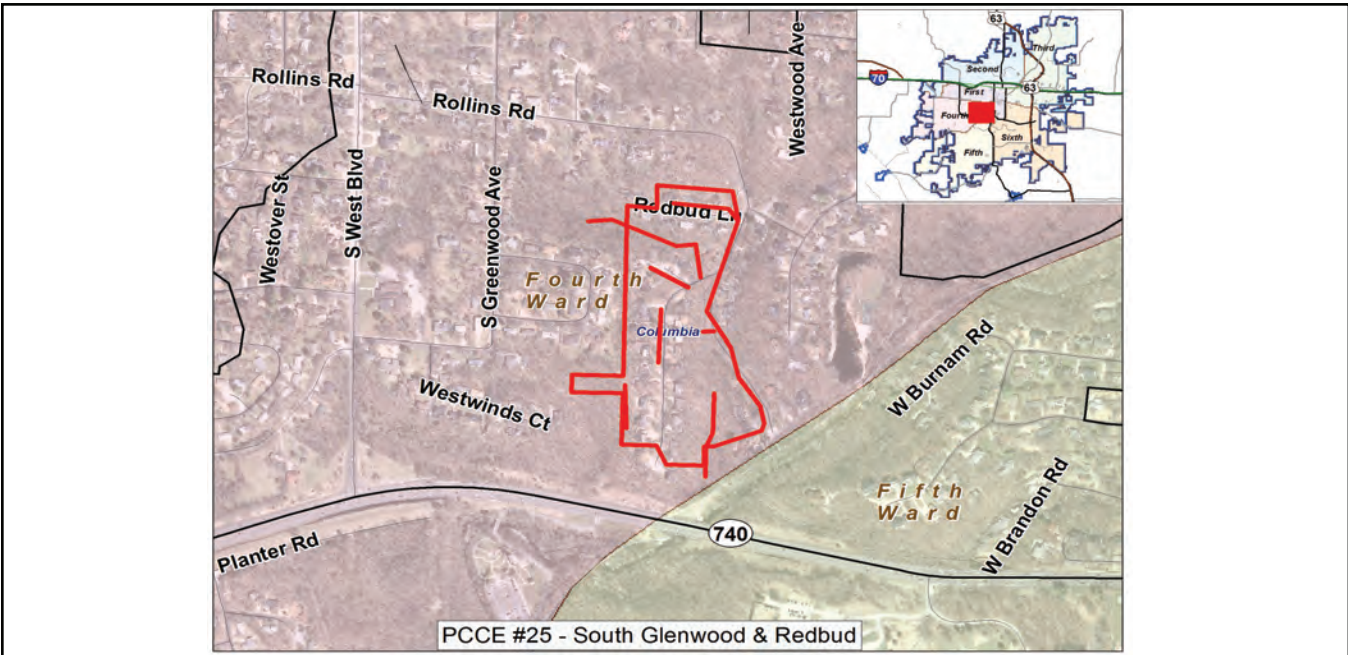 Rollins Rd
Rollins Rd
Westwood Ave
Westover St
S West Blvd
S Greenwood Ave
Redbud Ln
Fourth
Ward
Columbia
Westwinds Ct
W Burnam Rd
Fifth
Ward
W Brandon Rd
740
Planter Rd
PCCE #25 - South Glenwood & Redbud
63
Third
Second
70
63
First
Fourth
Sixth
Fifth